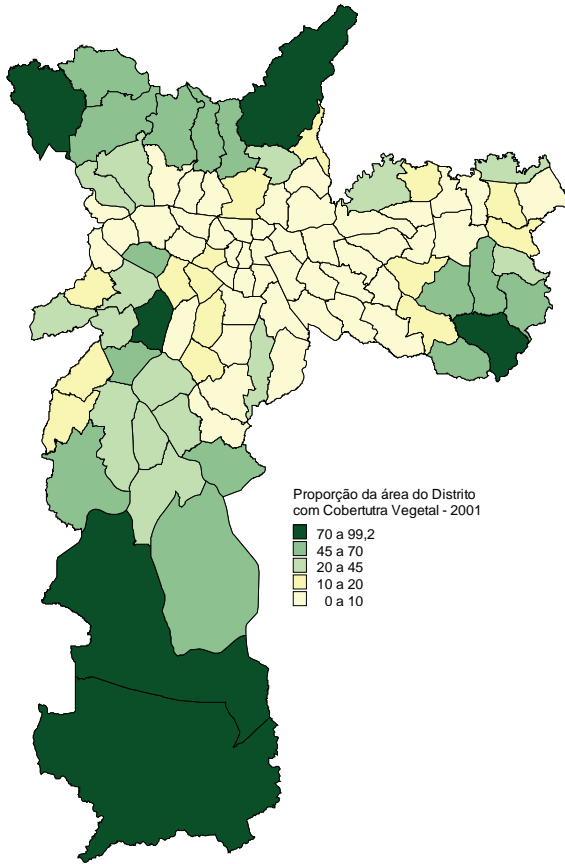 Proporção da área do Distrito
com Cobertutra Vegetal - 2001
70 a 99,2
45 a 70
20 a 45
10 a 20
0 a 10